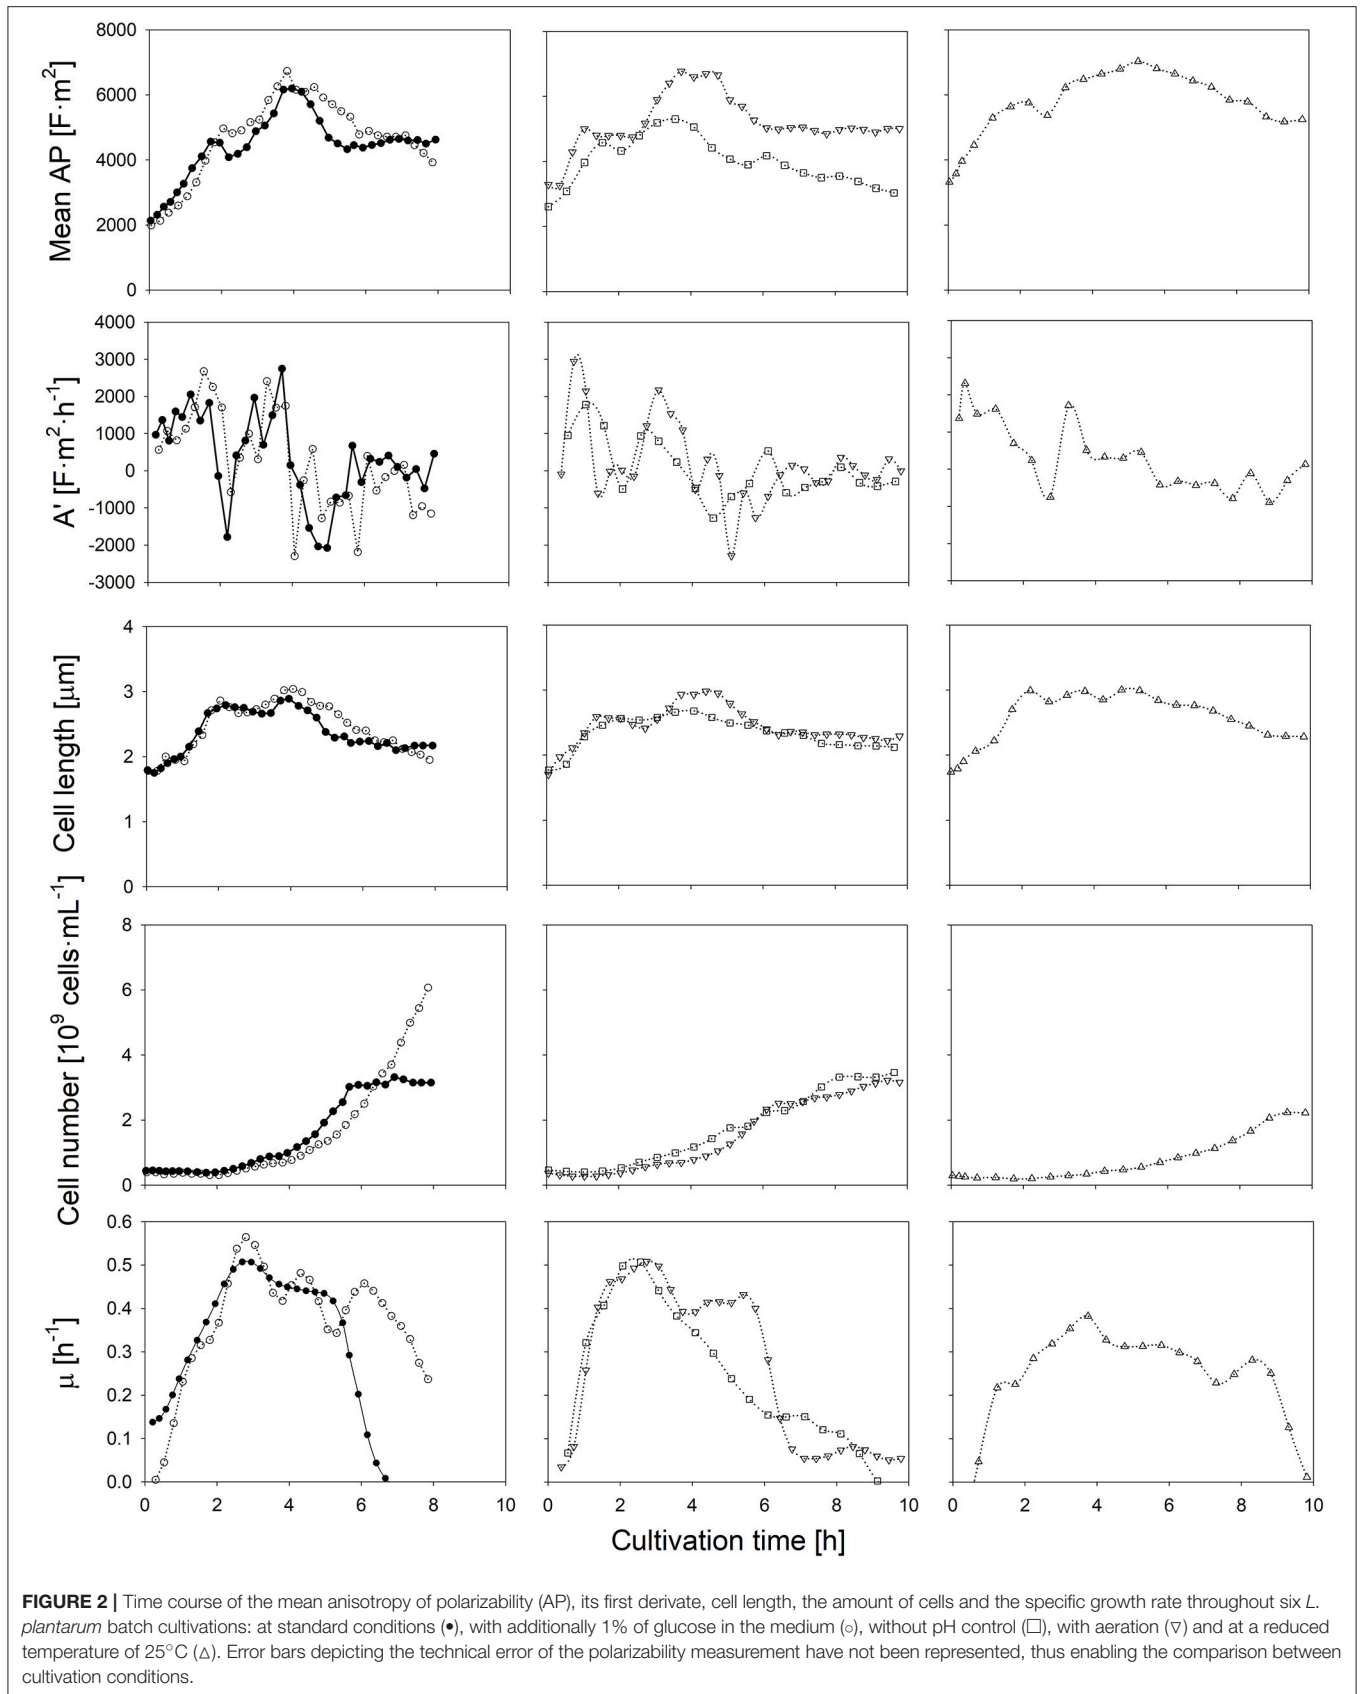 8000
6000
4000
2000
0
Mean AP [F·m²]
4000
3000
2000
1000
0
-1000
-2000
-3000
A' [F·m²·h⁻¹]
4
3
2
1
0
Cell length [µm]
8
6
4
2
0
Cell number [10⁹ cells·mL⁻¹]
0.6
0.5
0.4
0.3
0.2
0.1
0.0
µ [h⁻¹]
0 2 4 6 8 10 0 2 4 6 8 10 0 2 4 6 8 10
Cultivation time [h]
FIGURE 2 | Time course of the mean anisotropy of polarizability (AP), its first derivate, cell length, the amount of cells and the specific growth rate throughout six L.
plantarum batch cultivations: at standard conditions (●), with additionally 1% of glucose in the medium (○), without pH control (□), with aeration (▽) and at a reduced
temperature of 25°C (△). Error bars depicting the technical error of the polarizability measurement have not been represented, thus enabling the comparison between
cultivation conditions.